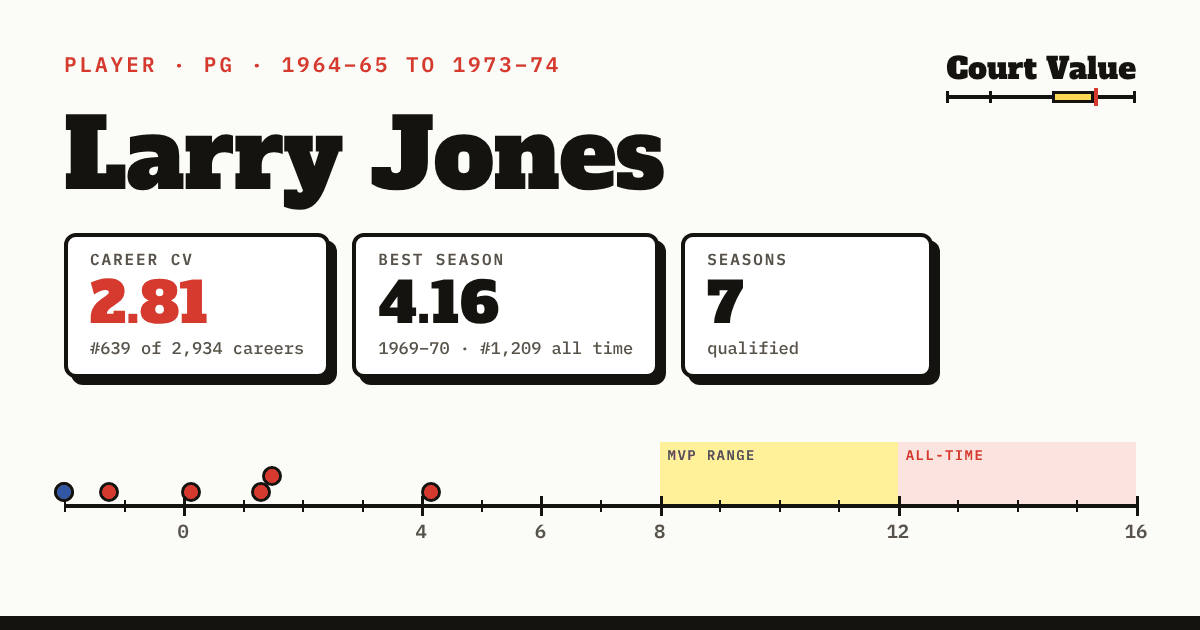 PLAYER · PG · 1964–65 TO 1973–74
Court Value
Larry Jones
CAREER CV
2.81
#639 of 2,934 careers
BEST SEASON
4.16
1969–70 · #1,209 all time
SEASONS
7
qualified
MVP RANGE
ALL-TIME
0 4 6 8 12 16